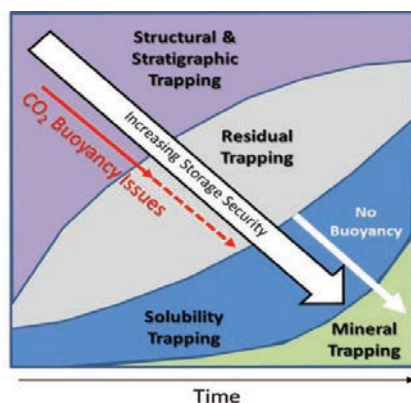 Structural &
Stratigraphic
Trapping
Increasing Storage Security
CO₂ Buoyancy Issues
Residual
Trapping
No
Buoyancy
Solubility
Trapping
Mineral
Trapping
Time